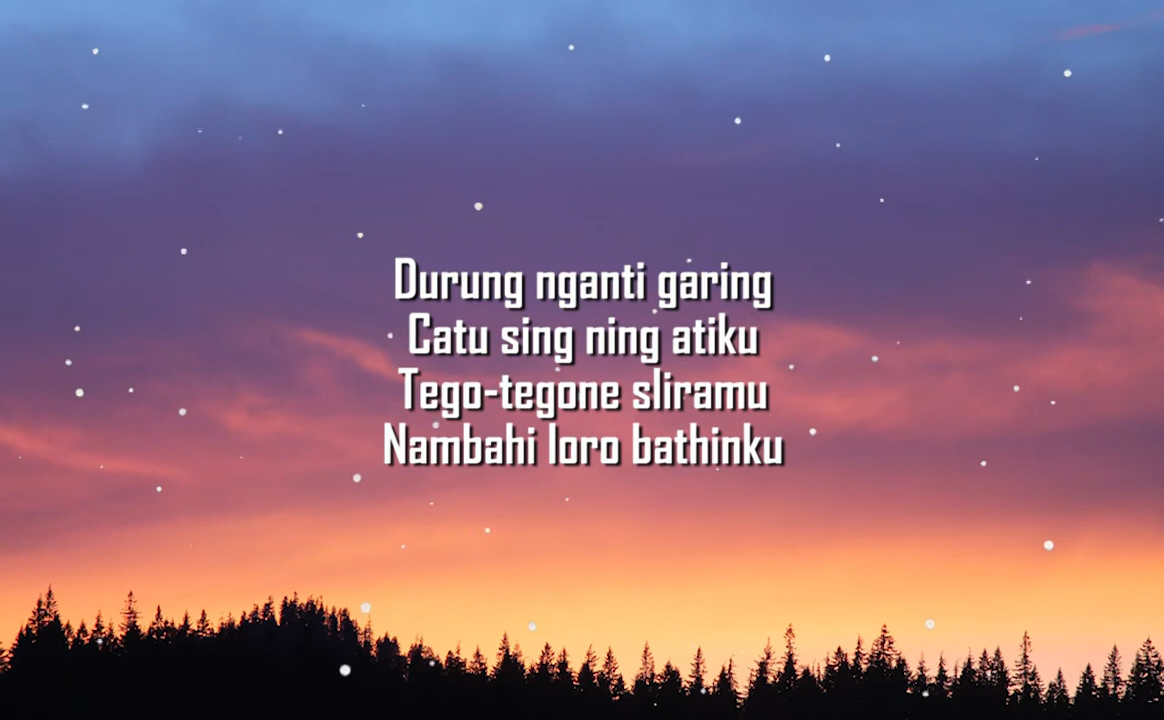 Durung nganti garing
Catu sing ning atiku
Tego-tegone sliramu
Nambahi loro bathinku